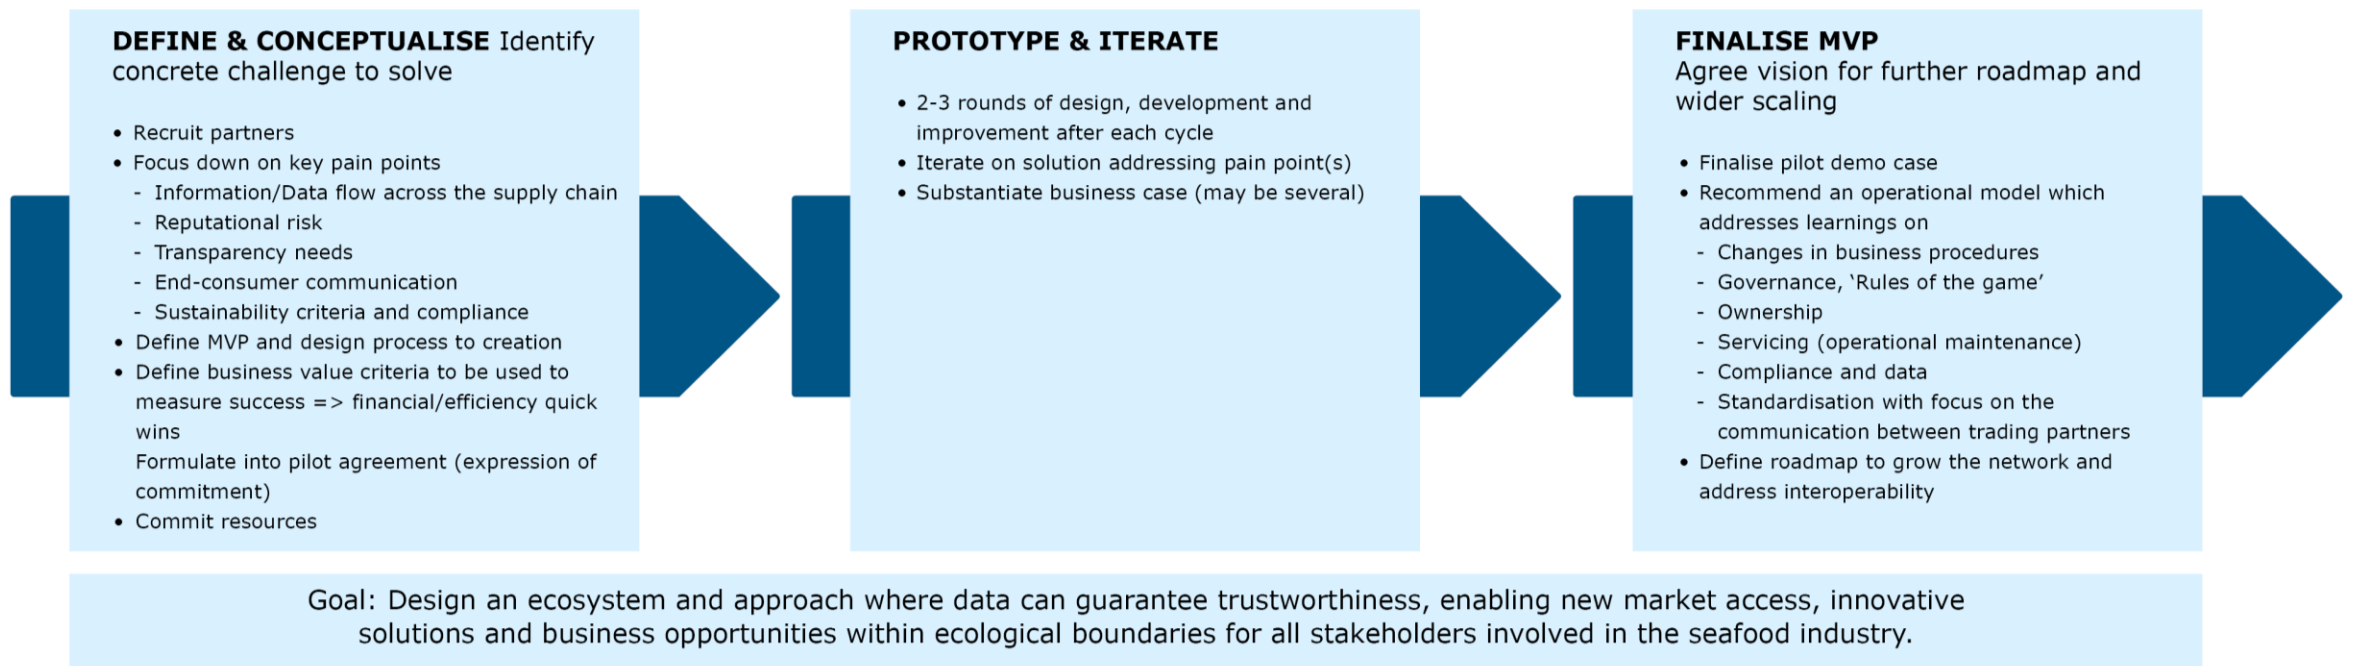 DEFINE & CONCEPTUALISE Identify
concrete challenge to solve
• Recruit partners
• Focus down on key pain points
- Information/Data flow across the supply chain
- Reputational risk
- Transparency needs
- End-consumer communication
- Sustainability criteria and compliance
• Define MVP and design process to creation
• Define business value criteria to be used to
measure success => financial/efficiency quick
wins
Formulate into pilot agreement (expression of
commitment)
• Commit resources
PROTOTYPE & ITERATE
• 2-3 rounds of design, development and
improvement after each cycle
• Iterate on solution addressing pain point(s)
• Substantiate business case (may be several)
FINALISE MVP
Agree vision for further roadmap and
wider scaling
• Finalise pilot demo case
• Recommend an operational model which
addresses learnings on
- Changes in business procedures
- Governance, ‘Rules of the game’
- Ownership
- Servicing (operational maintenance)
- Compliance and data
- Standardisation with focus on the
communication between trading partners
• Define roadmap to grow the network and
address interoperability
Goal: Design an ecosystem and approach where data can guarantee trustworthiness, enabling new market access, innovative
solutions and business opportunities within ecological boundaries for all stakeholders involved in the seafood industry.